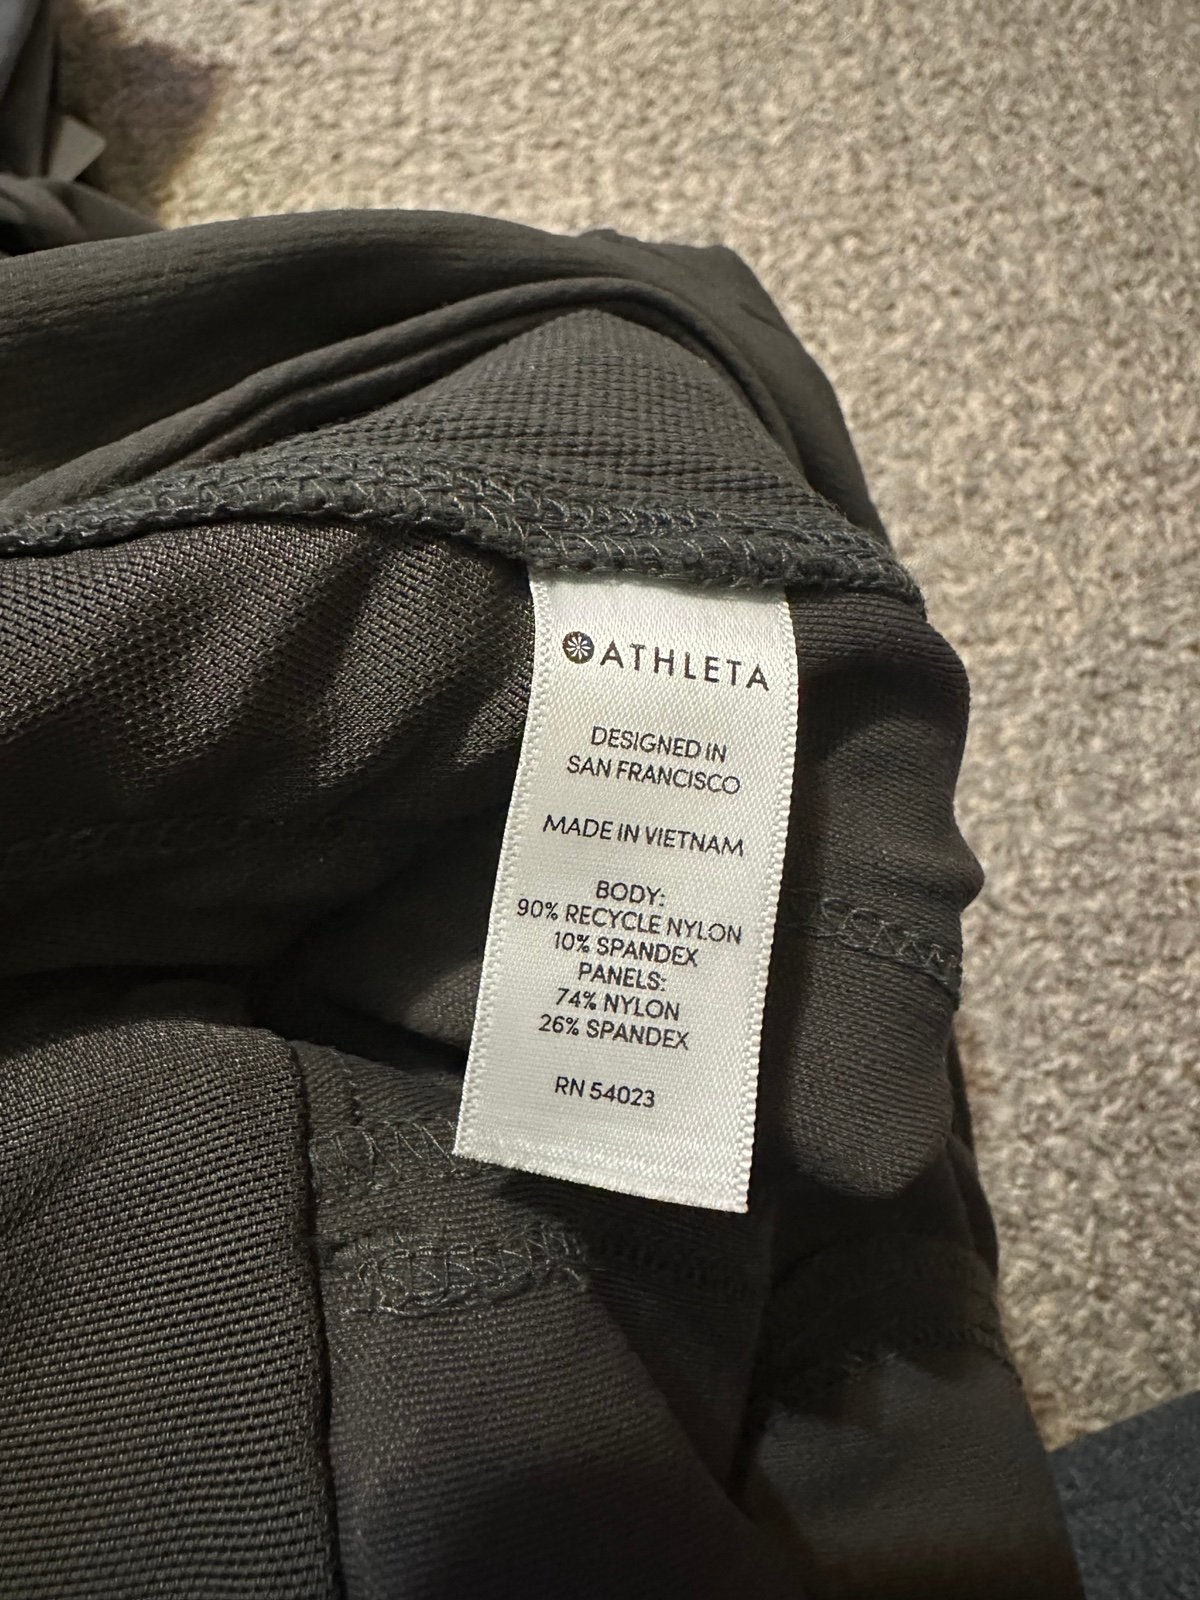 ATHLETA
DESIGNED IN
SAN FRANCISCO
MADE IN VIETNAM
BODY:
90% RECYCLE NYLON
10% SPANDEX
PANELS:
74% NYLON
26% SPANDEX
RN 54023